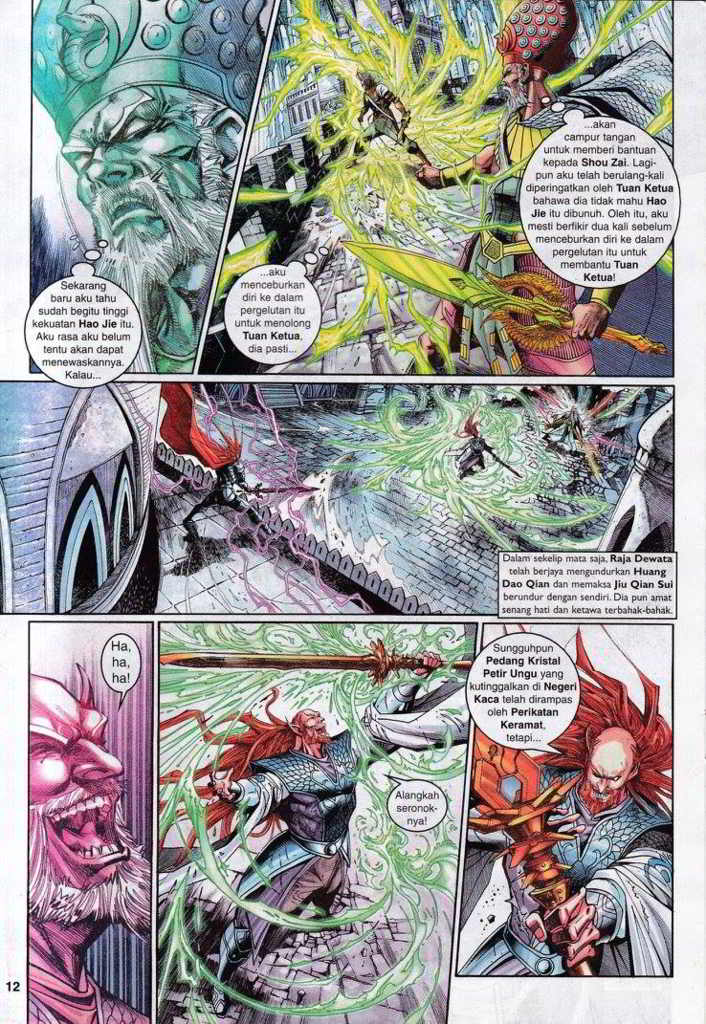 Sekarang
baru aku tahu
sudah begitu tinggi
kekuatan Hao Jie itu.
Aku rasa aku belum
tentu akan dapat
menewaskannya.
Kalau...
...aku
menceburkan
diri ke dalam
pergelutan itu
untuk menolong
Tuan Ketua,
dia pasti...
...akan
campur tangan
untuk memberi bantuan
kepada Shou Zai. Lagi-
pun aku telah berulang-kali
diperingatkan oleh Tuan Ketua
bahawa dia tidak mahu Hao
Jie itu dibunuh. Oleh itu, aku
mesti berfikir dua kali sebelum
menceburkan diri ke dalam
pergelutan itu untuk
membantu Tuan
Ketua!
Dalam sekelip mata saja, Raja Dewata
telah berjaya mengundurkan Huang
Dao Qian dan memaksa Jiu Qian Sui
berundur dengan sendiri. Dia pun amat
senang hati dan ketawa terbahak-bahak.
Ha,
ha,
ha!
Alangkah
seronok-
nya!
Sungguhpun
Pedang Kristal
Petir Ungu yang
kutinggalkan di Negeri
Kaca telah dirampas
oleh Perikatan
Keramat,
tetapi...
12